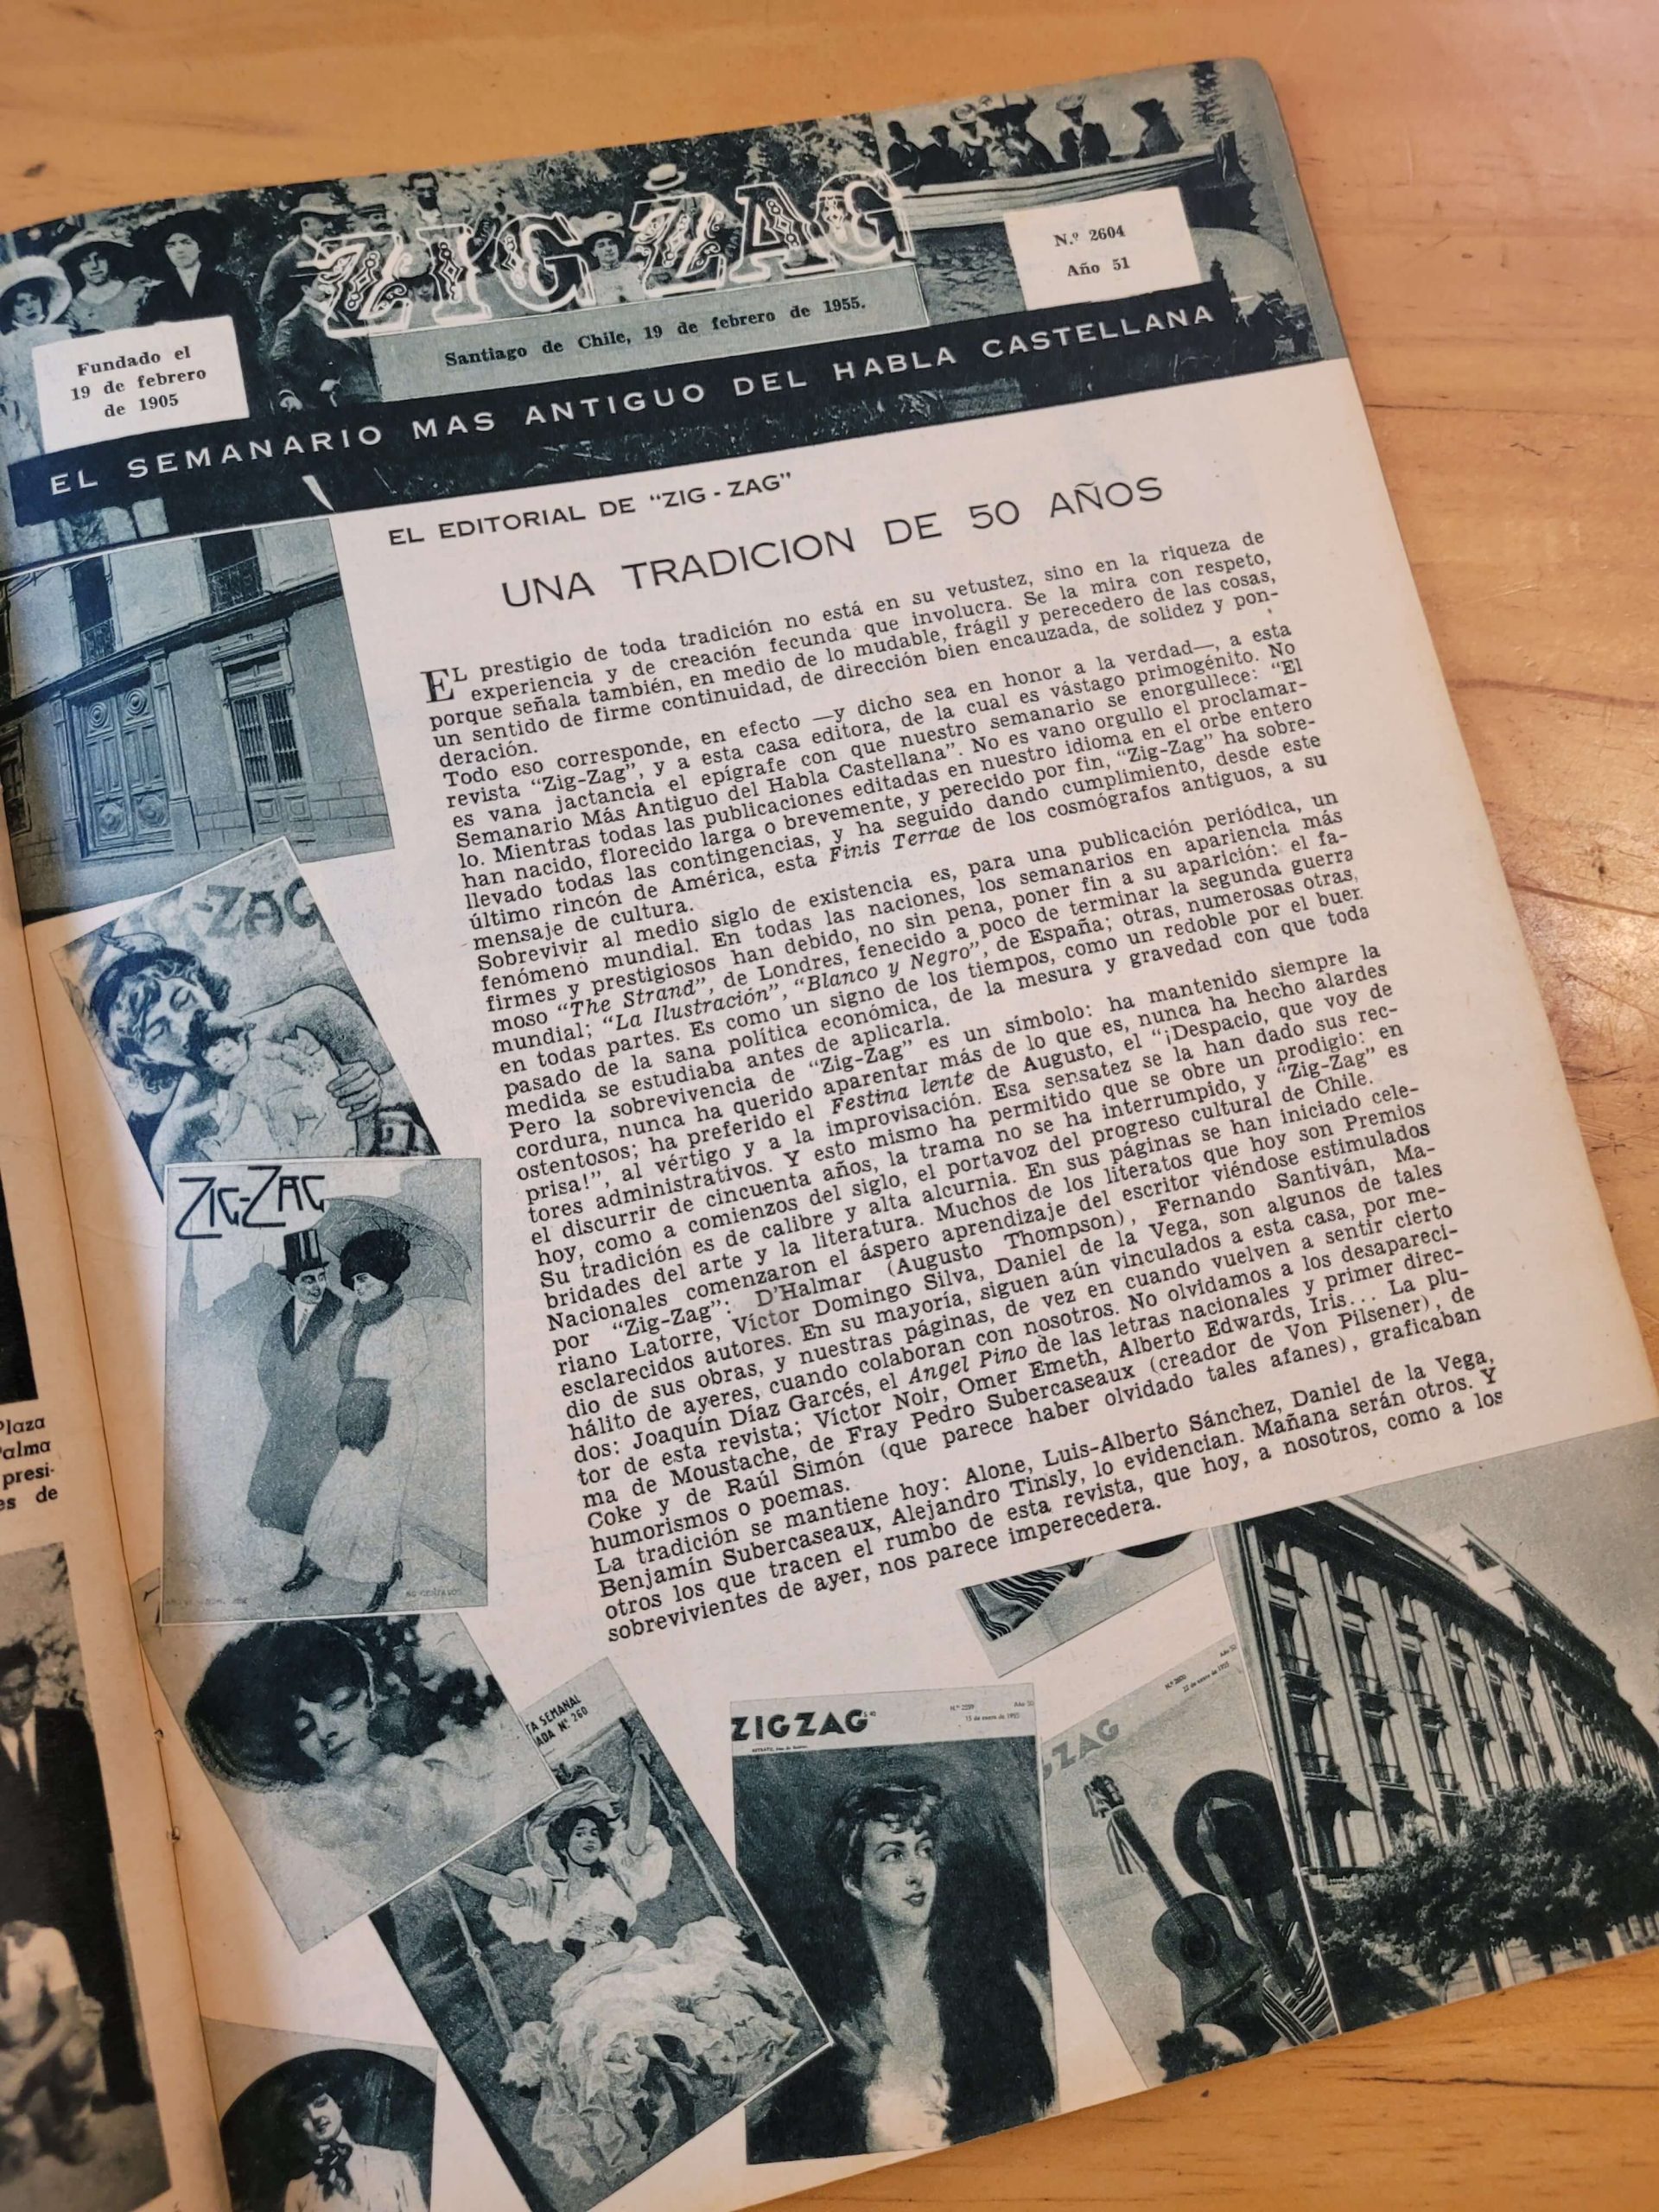 ZIG ZAG
N.º 2604
Año 51
Fundado el
19 de febrero
de 1905
Santiago de Chile, 19 de febrero de 1955.
EL SEMANARIO MAS ANTIGUO DEL HABLA CASTELLANA
EL EDITORIAL DE "ZIG - ZAG"
UNA TRADICION DE 50 AÑOS
EL prestigio de toda tradición no está en su vetustez, sino en la riqueza de
experiencia y de creación fecunda que involucra. Se la mira con respeto,
porque señala también, en medio de lo mudable, frágil y perecedero de las cosas,
un sentido de firme continuidad, de dirección bien encauzada, de solidez y pon-
deración.
Todo eso corresponde, en efecto —y dicho sea en honor a la verdad—, a esta
revista "Zig-Zag", y a esta casa editora, de la cual es vástago primogénito. No
es vana jactancia el epígrafe con que nuestro semanario se enorgullece: "El
Semanario Más Antiguo del Habla Castellana". No es vano orgullo el proclamar-
lo. Mientras todas las publicaciones editadas en nuestro idioma en el orbe entero
han nacido, florecido larga o brevemente, y perecido por fin, "Zig-Zag" ha sobre-
llevado todas las contingencias, y ha seguido dando cumplimiento, desde este
último rincón de América, esta Finis Terrae de los cosmógrafos antiguos, a su
mensaje de cultura.
Sobrevivir al medio siglo de existencia es, para una publicación periódica, un
fenómeno mundial. En todas las naciones, los semanarios en apariencia más
firmes y prestigiosos han debido, no sin pena, poner fin a su aparición: el fa-
moso "The Strand", de Londres, fenecido a poco de terminar la segunda guerra
mundial; "La Ilustración", "Blanco y Negro", de España; otras, numerosas otras,
en todas partes. Es como un signo de los tiempos, como un redoble por el buen
pasado de la sana política económica, de la mesura y gravedad con que toda
medida se estudiaba antes de aplicarla.
Pero la sobrevivencia de "Zig-Zag" es un símbolo: ha mantenido siempre la
cordura, nunca ha querido aparentar más de lo que es, nunca ha hecho alardes
ostentosos; ha preferido el Festina lente de Augusto, el "¡Despacio, que voy de
prisa!", al vértigo y a la improvisación. Esa sensatez se la han dado sus rec-
tores administrativos. Y esto mismo ha permitido que se obre un prodigio: en
el discurrir de cincuenta años, la trama no se ha interrumpido, y "Zig-Zag" es
hoy, como a comienzos del siglo, el portavoz del progreso cultural de Chile.
Su tradición es de calibre y alta alcurnia. En sus páginas se han iniciado cele-
bridades del arte y la literatura. Muchos de los literatos que hoy son Premios
Nacionales comenzaron el áspero aprendizaje del escritor viéndose estimulados
por "Zig-Zag": D'Halmar (Augusto Thompson), Fernando Santiván, Ma-
riano Latorre, Víctor Domingo Silva, Daniel de la Vega, son algunos de tales
esclarecidos autores. En su mayoría, siguen aún vinculados a esta casa, por me-
dio de sus obras, y nuestras páginas, de vez en cuando vuelven a sentir cierto
hálito de ayeres, cuando colaboran con nosotros. No olvidamos a los desapareci-
dos: Joaquín Díaz Garcés, el Angel Pino de las letras nacionales y primer direc-
tor de esta revista; Víctor Noir, Omer Emeth, Alberto Edwards, Iris... La plu-
ma de Moustache, de Fray Pedro Subercaseaux (creador de Von Pilsener), de
Coke y de Raúl Simón (que parece haber olvidado tales afanes), graficaban
humorismos o poemas.
La tradición se mantiene hoy: Alone, Luis-Alberto Sánchez, Daniel de la Vega,
Benjamín Subercaseaux, Alejandro Tinsly, lo evidencian. Mañana serán otros. Y
otros los que tracen el rumbo de esta revista, que hoy, a nosotros, como a los
sobrevivientes de ayer, nos parece imperecedera.
-ZAG
ZIG-ZAG
Plaza
Palma
presi-
es de
TA SEMANAL
ADA N.º 260
ZIGZAG
15 de enero de 1955
ZAG
22 de enero de 1955